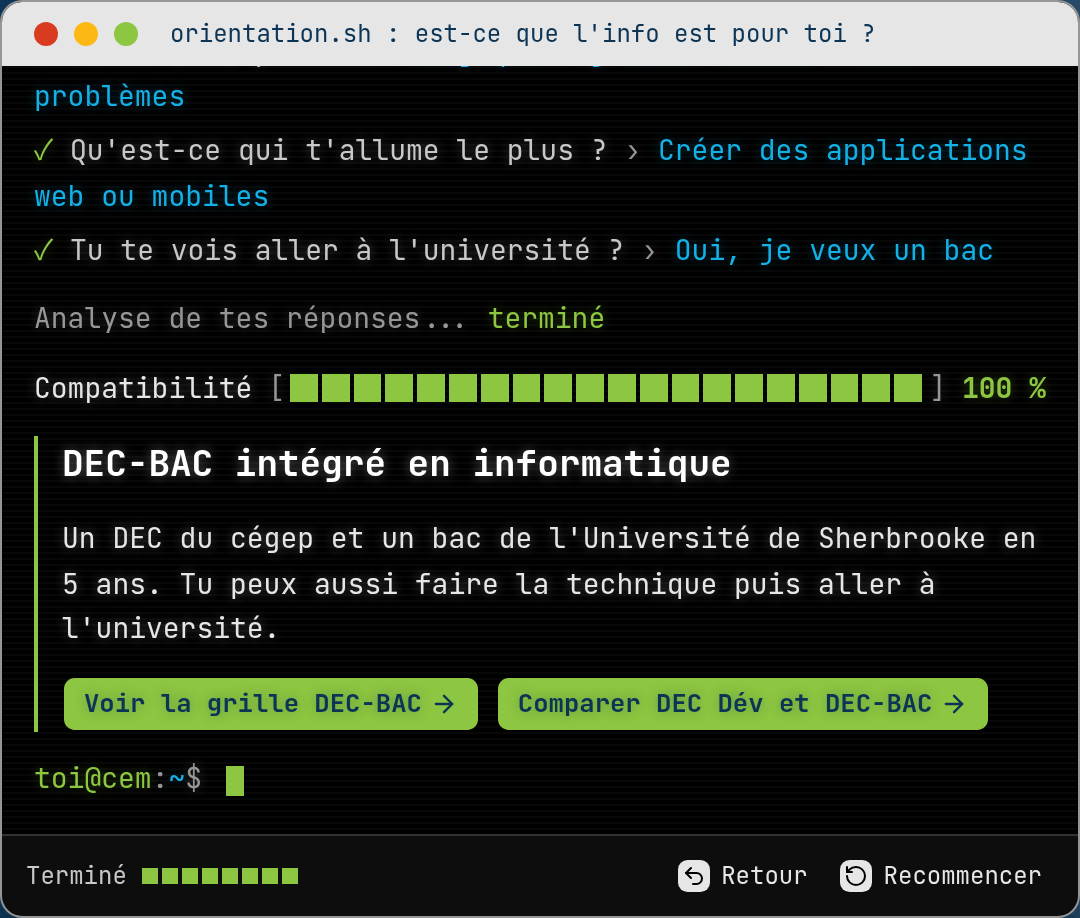 orientation.sh : est-ce que l'info est pour toi ?
problèmes
✓ Qu'est-ce qui t'allume le plus ? › Créer des applications
web ou mobiles
✓ Tu te vois aller à l'université ? › Oui, je veux un bac
Analyse de tes réponses... terminé
Compatibilité [■■■■■■■■■■■■■■■■■■■■] 100 %
DEC-BAC intégré en informatique
Un DEC du cégep et un bac de l'Université de Sherbrooke en
5 ans. Tu peux aussi faire la technique puis aller à
l'université.
Voir la grille DEC-BAC → Comparer DEC Dév et DEC-BAC →
toi@cem:~$
Terminé Retour Recommencer